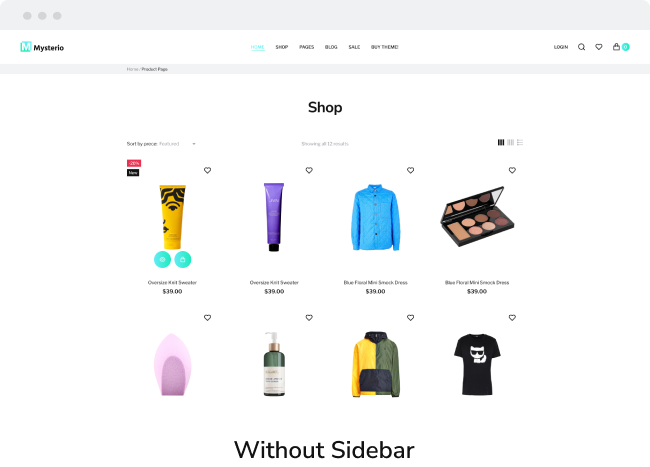 M Mysterio
HOME SHOP PAGES BLOG SALE BUY THEME!
LOGIN
0
Home / Product Page
Shop
Sort by piece: Featured
Showing all 12 results
-20%
New
Oversize Knit Sweater
$39.00
Oversize Knit Sweater
$39.00
Blue Floral Mini Smock Dress
$39.00
Blue Floral Mini Smock Dress
$39.00
Without Sidebar